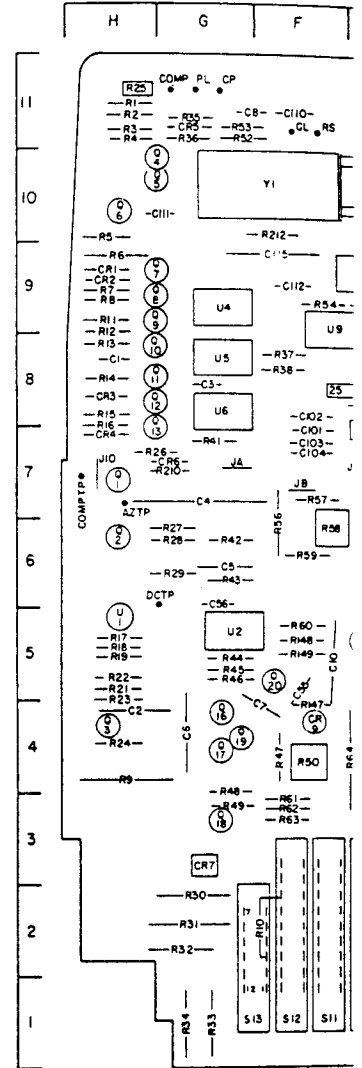 H G F
11
COMP PL CP
R25
R1
R2
R35
C8 C110
R3
CR5
R53
CL RS
R4
R36
R52
Q4
Q5
Y1
10
Q6
C111
R5
R212
R6
C115
9
CR1
Q7
CR2
R7
Q8
C112
R8
U4
R54
R11
Q9
U9
R12
R13
Q10
C1
U5
R37
8
R14
Q11
R38
CR3
C3
25
Q12
U6
R15
C102
R16
Q13
C101
CR4
R41
C103
R26
C104
J10
CR6
JA
R210
7
Q1
JB
COMPTP
AZTP
C4
R57
R56
R58
R27
Q2
R28
R42
6
R59
R29
C5
R43
DCTP
C56
U1
U2
R60
5
R17
R148
R18
R149
R19
R44
C10
R45
R22
R46
Q20
R21
C35
R23
C7
R147
C2
Q16
CR9
Q3
C6
4
R24
Q19
R47
R50
R64
Q17
R9
R48
R61
R49
R62
Q18
R63
3
CR7
R30
7
R10
2
R31
R32
12
1
R34
R33
S13
S12
S11